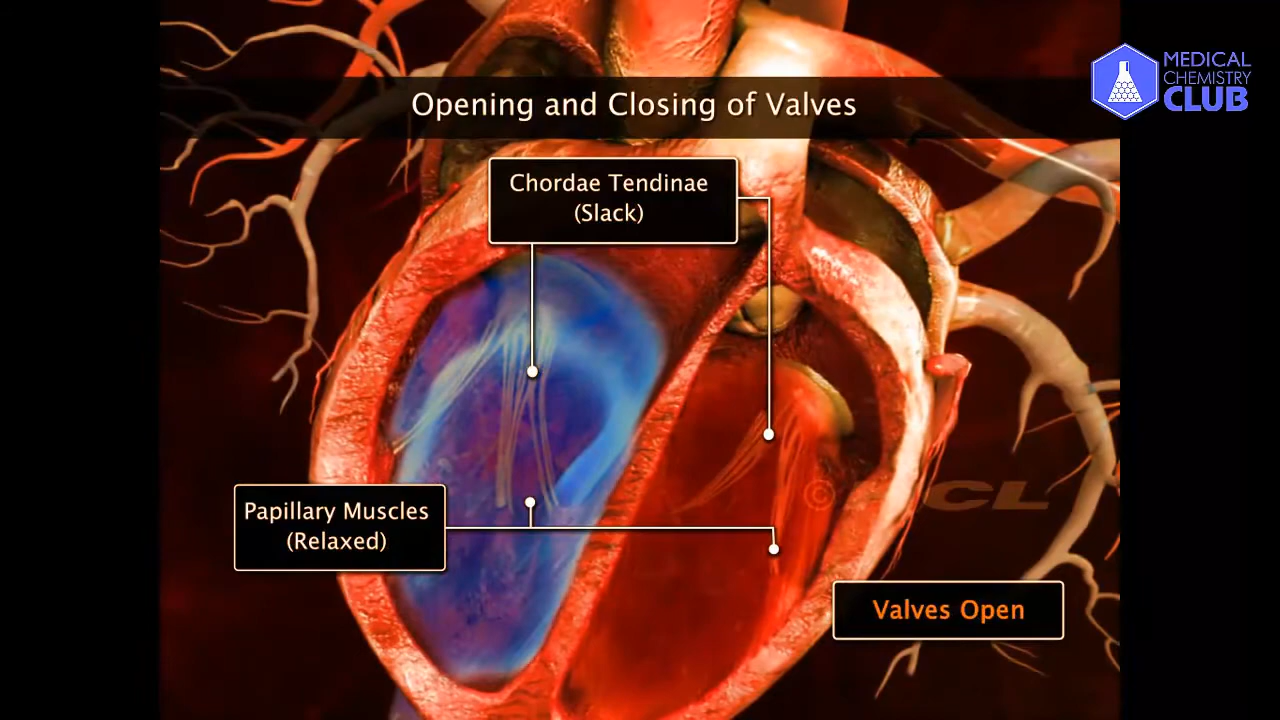 MEDICAL
CHEMISTRY
CLUB
Opening and Closing of Valves
Chordae Tendinae
(Slack)
Papillary Muscles
(Relaxed)
Valves Open